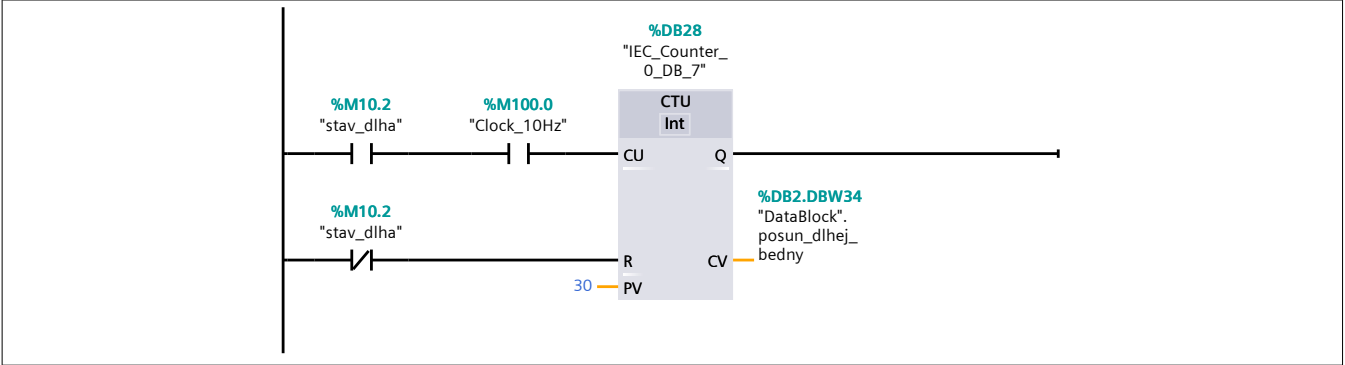 %DB28
"IEC_Counter_
0_DB_7"
%M10.2
"stav_dlha"
%M100.0
"Clock_10Hz"
CTU
Int
CU
Q
%M10.2
"stav_dlha"
%DB2.DBW34
"DataBlock".
posun_dlhej_
bedny
R
CV
30
PV